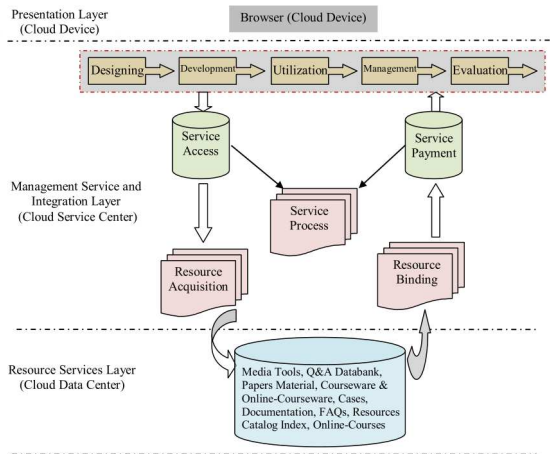 Presentation Layer
(Cloud Device)
Browser (Cloud Device)
Designing
Development
Utilization
Management
Evaluation
Service
Access
Service
Payment
Management Service and
Integration Layer
(Cloud Service Center)
Service
Process
Resource
Acquisition
Resource
Binding
Resource Services Layer
(Cloud Data Center)
Media Tools, Q&A Databank,
Papers Material, Courseware &
Online-Courseware, Cases,
Documentation, FAQs, Resources
Catalog Index, Online-Courses